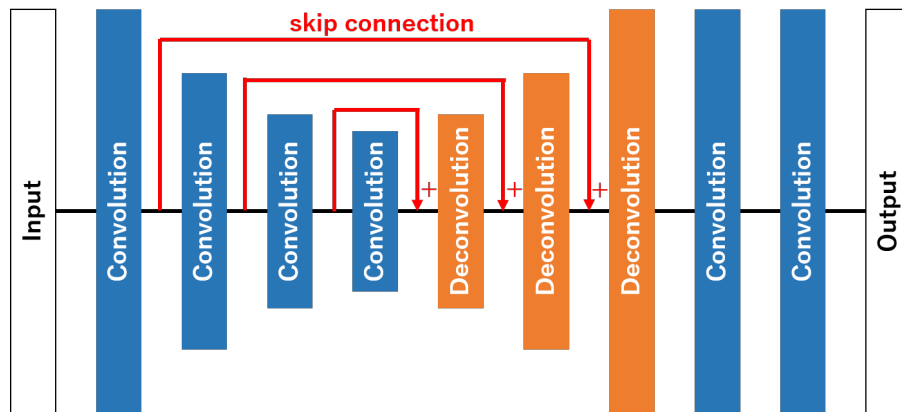 skip connection
Input
Convolution
Convolution
Convolution
Convolution
+
Deconvolution
+
Deconvolution
+
Deconvolution
Convolution
Convolution
Output